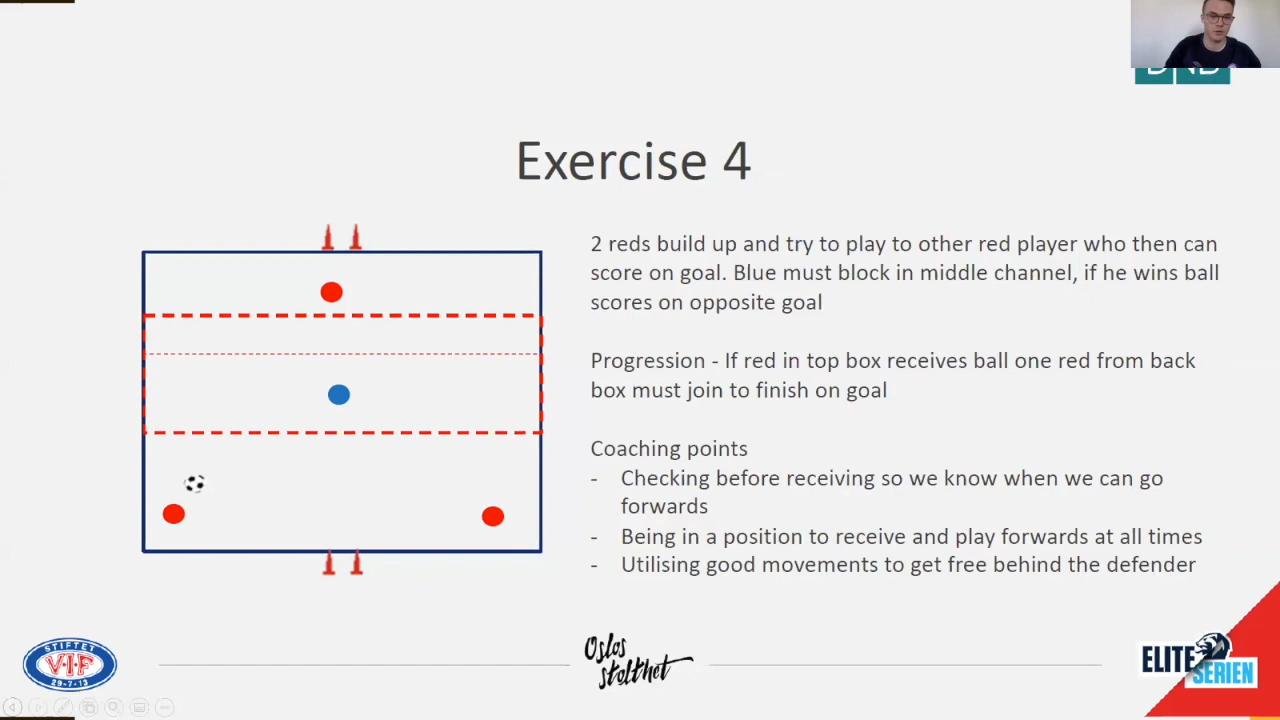 Exercise 4
2 reds build up and try to play to other red player who then can
score on goal. Blue must block in middle channel, if he wins ball
scores on opposite goal
Progression - If red in top box receives ball one red from back
box must join to finish on goal
Coaching points
- Checking before receiving so we know when we can go
forwards
- Being in a position to receive and play forwards at all times
- Utilising good movements to get free behind the defender
STIFTET
V·I·F
29-7-13
Oslos
stolthet
ELITE
SERIEN